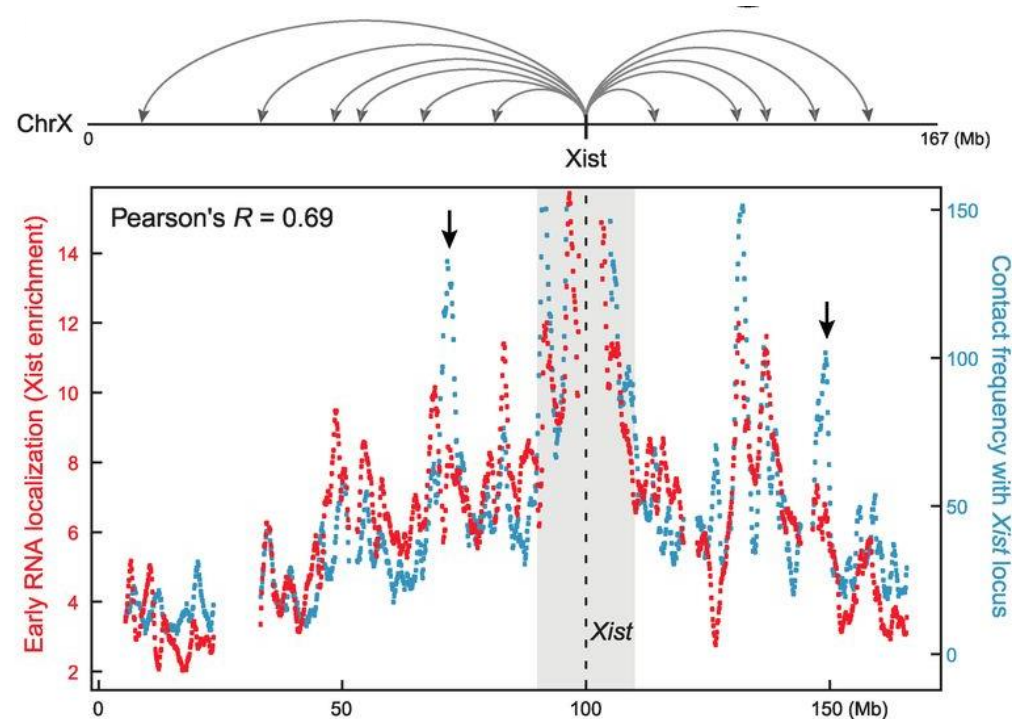 ChrX
0
167 (Mb)
Xist
Pearson's R = 0.69
Early RNA localization (Xist enrichment)
14
12
10
8
6
4
2
Contact frequency with Xist locus
150
100
50
0
Xist
0
50
100
150 (Mb)